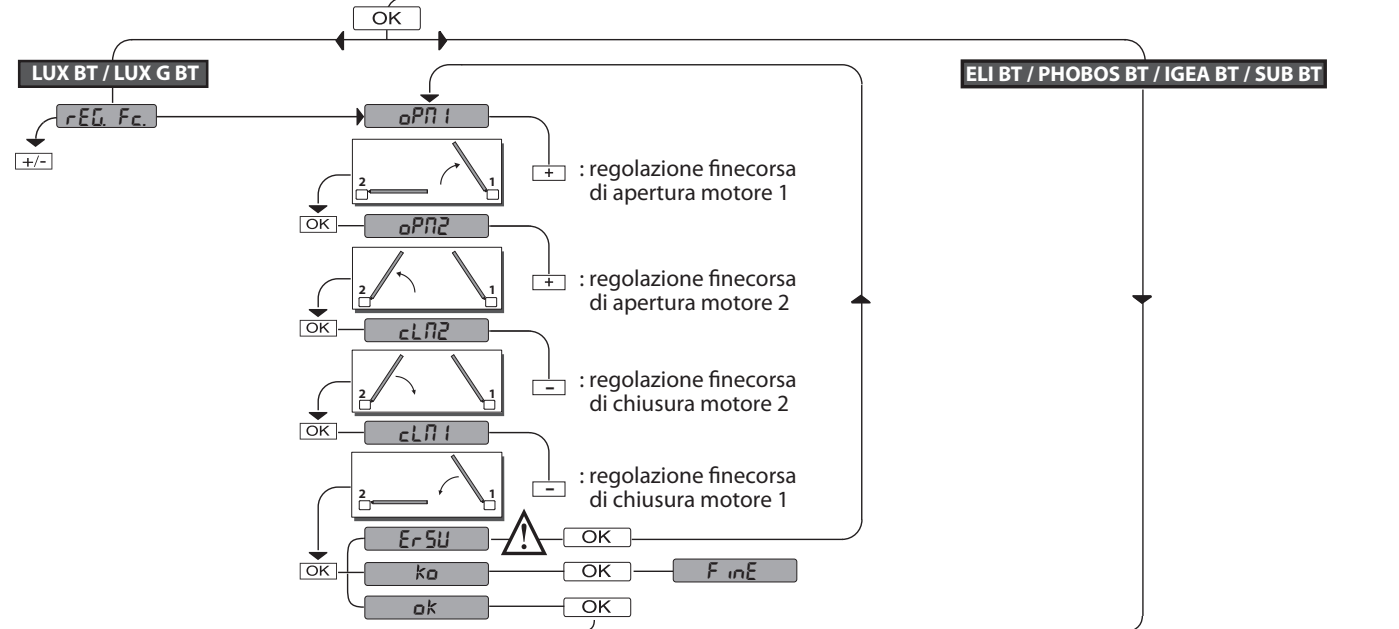 OK
LUX BT / LUX G BT
ELI BT / PHOBOS BT / IGEA BT / SUB BT
rEG. Fc.
+/-
oPM1
+ : regolazione finecorsa
di apertura motore 1
2 1
OK
oPM2
+ : regolazione finecorsa
di apertura motore 2
2 1
OK
cLM2
- : regolazione finecorsa
di chiusura motore 2
2 1
OK
cLM1
- : regolazione finecorsa
di chiusura motore 1
2 1
ErSU ! OK
OK
ko OK FinE
ok OK